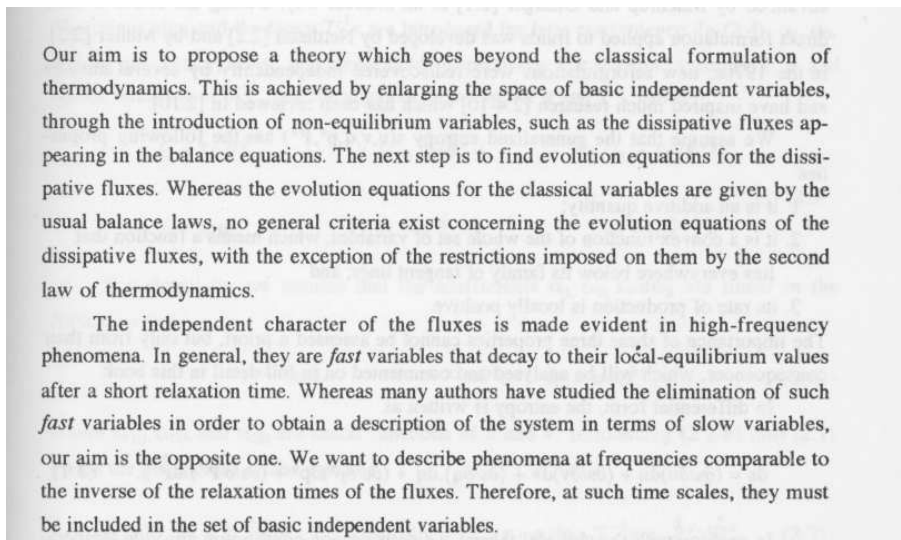 Our aim is to propose a theory which goes beyond the classical formulation of
thermodynamics. This is achieved by enlarging the space of basic independent variables,
through the introduction of non-equilibrium variables, such as the dissipative fluxes ap-
pearing in the balance equations. The next step is to find evolution equations for the dissi-
pative fluxes. Whereas the evolution equations for the classical variables are given by the
usual balance laws, no general criteria exist concerning the evolution equations of the
dissipative fluxes, with the exception of the restrictions imposed on them by the second
law of thermodynamics.
The independent character of the fluxes is made evident in high-frequency
phenomena. In general, they are fast variables that decay to their local-equilibrium values
after a short relaxation time. Whereas many authors have studied the elimination of such
fast variables in order to obtain a description of the system in terms of slow variables,
our aim is the opposite one. We want to describe phenomena at frequencies comparable to
the inverse of the relaxation times of the fluxes. Therefore, at such time scales, they must
be included in the set of basic independent variables.